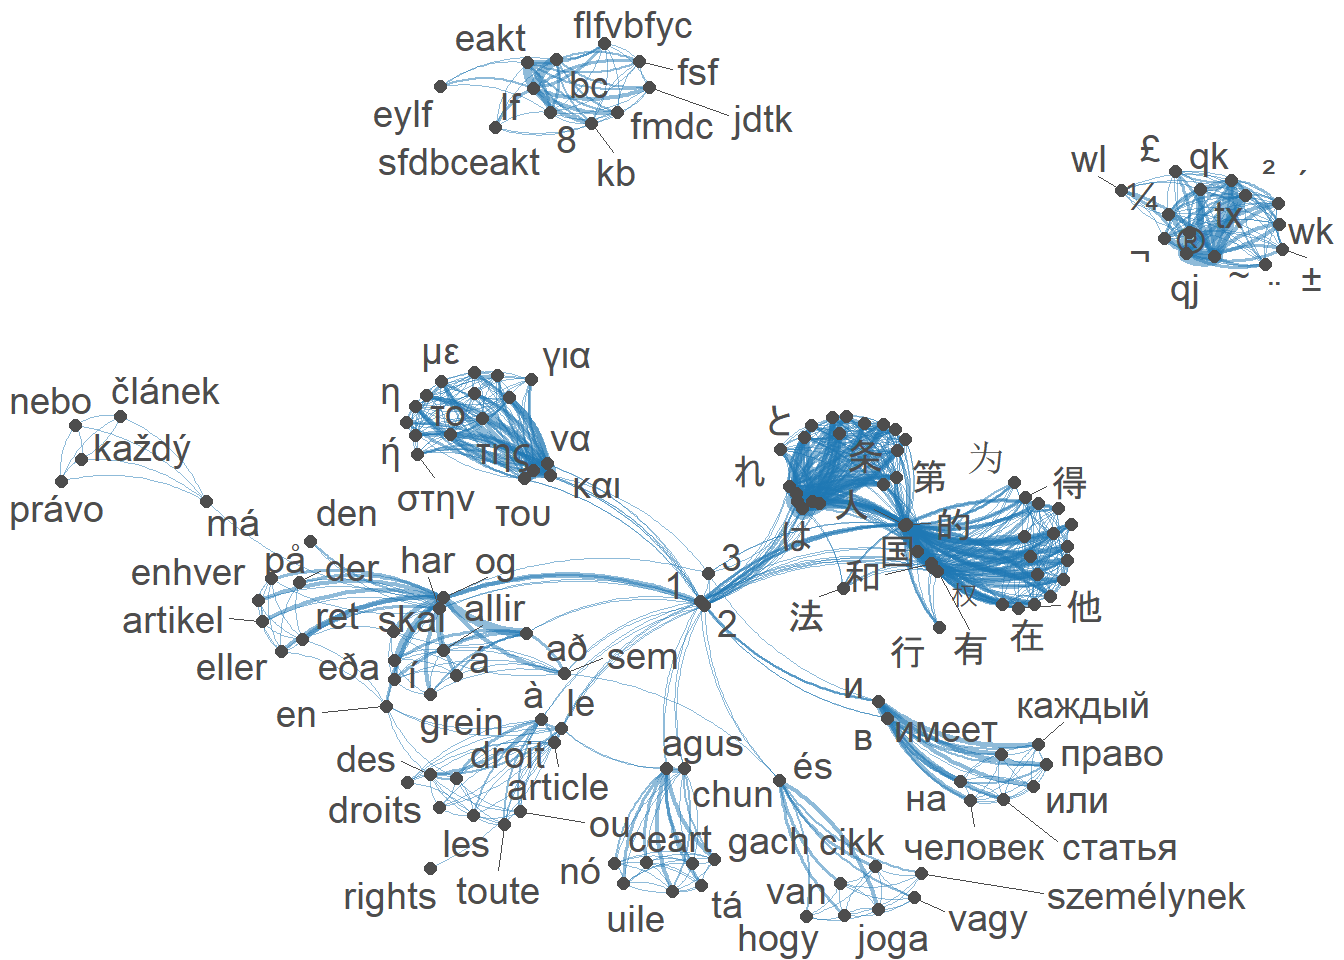 flfvbfyc
eakt
fsf
bc
eylf
lf
jdtk
8
fmdc
sfdbceakt
kb
wl
£
qk
²
´
¼
tx
wk
®
¬
qj
~
¨
±
με
για
nebo
článek
η
το
να
každý
ή
της
právo
má
στην
του
και
den
と
条
为
れ
第
得
人
的
は
国
enhver
på
der
har
og
3
和
权
artikel
ret
skal
allir
1
2
法
行
有
在
他
eller
eða
í
á
að
sem
en
grein
à
le
и
в
имеет
каждый
des
droit
article
agus
és
право
droits
chun
на
или
les
ou
ceart
gach
cikk
человек
статья
rights
toute
nó
uile
tá
van
személynek
hogy
joga
vagy